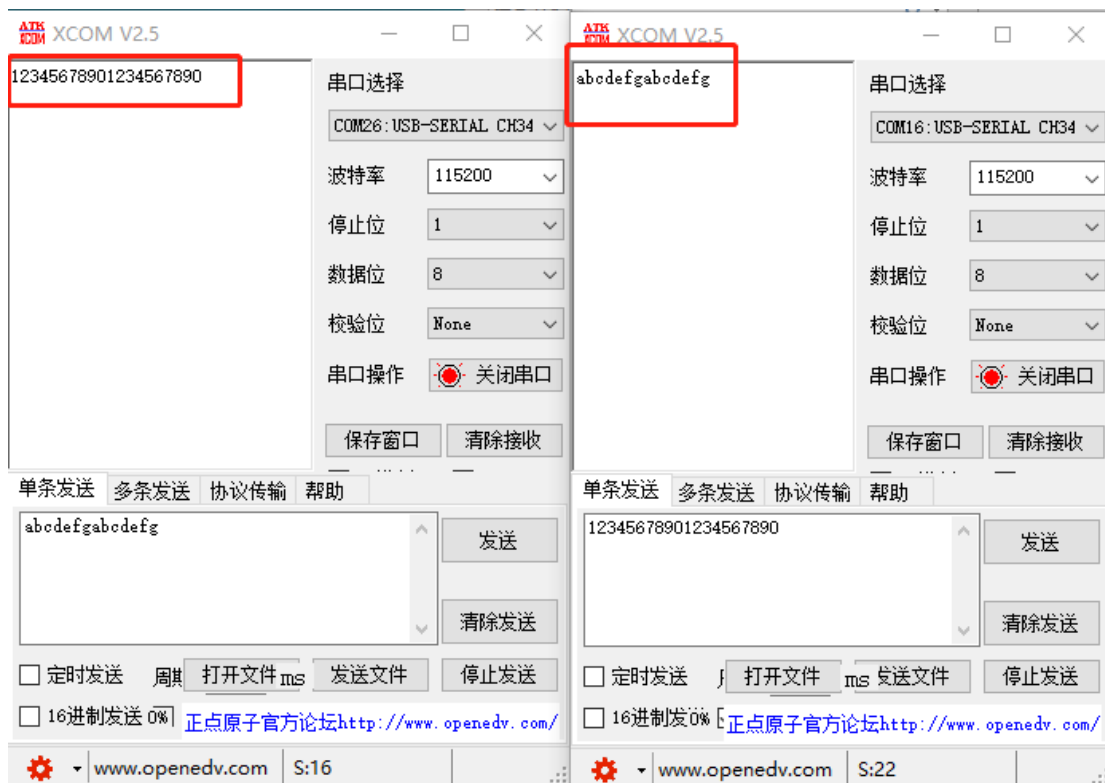 ATK XCOM XCOM V2.5
12345678901234567890
串口选择
COM26:USB-SERIAL CH34
波特率 115200
停止位 1
数据位 8
校验位 None
串口操作 关闭串口
保存窗口 清除接收
单条发送 多条发送 协议传输 帮助
abcdefgabcdefg
发送
清除发送
定时发送 周期 打开文件 ms 发送文件 停止发送
16进制发送 0% 正点原子官方论坛http://www.openedv.com/
www.openedv.com S:16
ATK XCOM XCOM V2.5
abcdefgabcdefg
串口选择
COM16:USB-SERIAL CH34
波特率 115200
停止位 1
数据位 8
校验位 None
串口操作 关闭串口
保存窗口 清除接收
单条发送 多条发送 协议传输 帮助
12345678901234567890
发送
清除发送
定时发送 打开文件 ms 发送文件 停止发送
16进制发 0% 正点原子官方论坛http://www.openedv.com/
www.openedv.com S:22